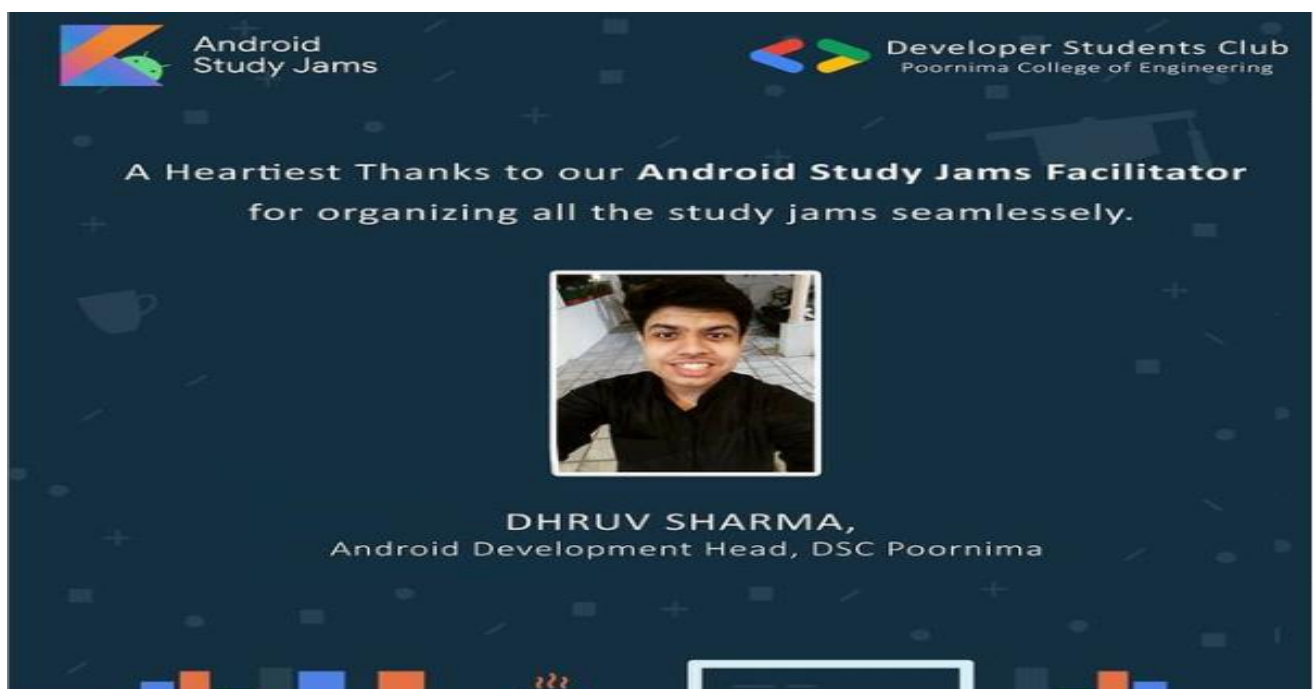 Android
Study Jams
Developer Students Club
Poornima College of Engineering
A Heartiest Thanks to our Android Study Jams Facilitator
for organizing all the study jams seamlessely.
DHRUV SHARMA,
Android Development Head, DSC Poornima